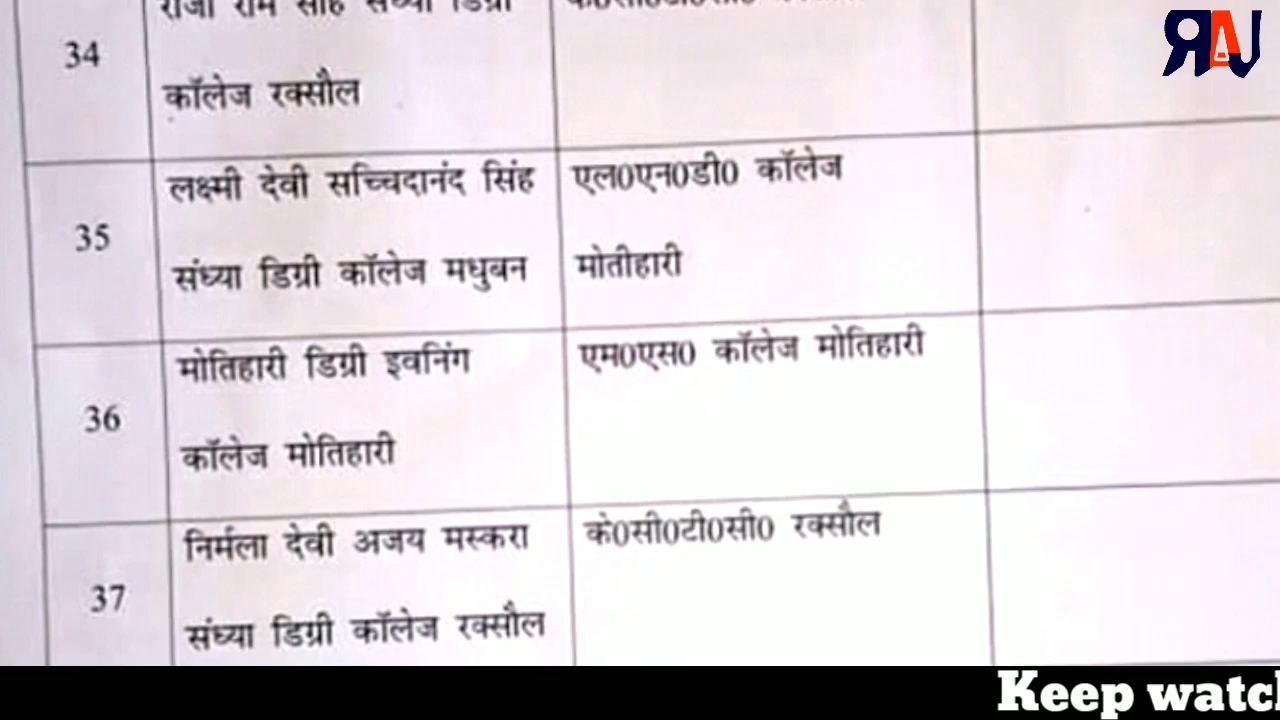 34
कॉलेज रक्सौल
35
लक्ष्मी देवी सच्चिदानंद सिंह
संध्या डिग्री कॉलेज मधुबन
एल0एन0डी0 कॉलेज
मोतीहारी
36
मोतिहारी डिग्री इवनिंग
कॉलेज मोतिहारी
एम0एस0 कॉलेज मोतिहारी
37
निर्मला देवी अजय मस्करा
संध्या डिग्री कॉलेज रक्सौल
के0सी0टी0सी0 रक्सौल
Keep watch